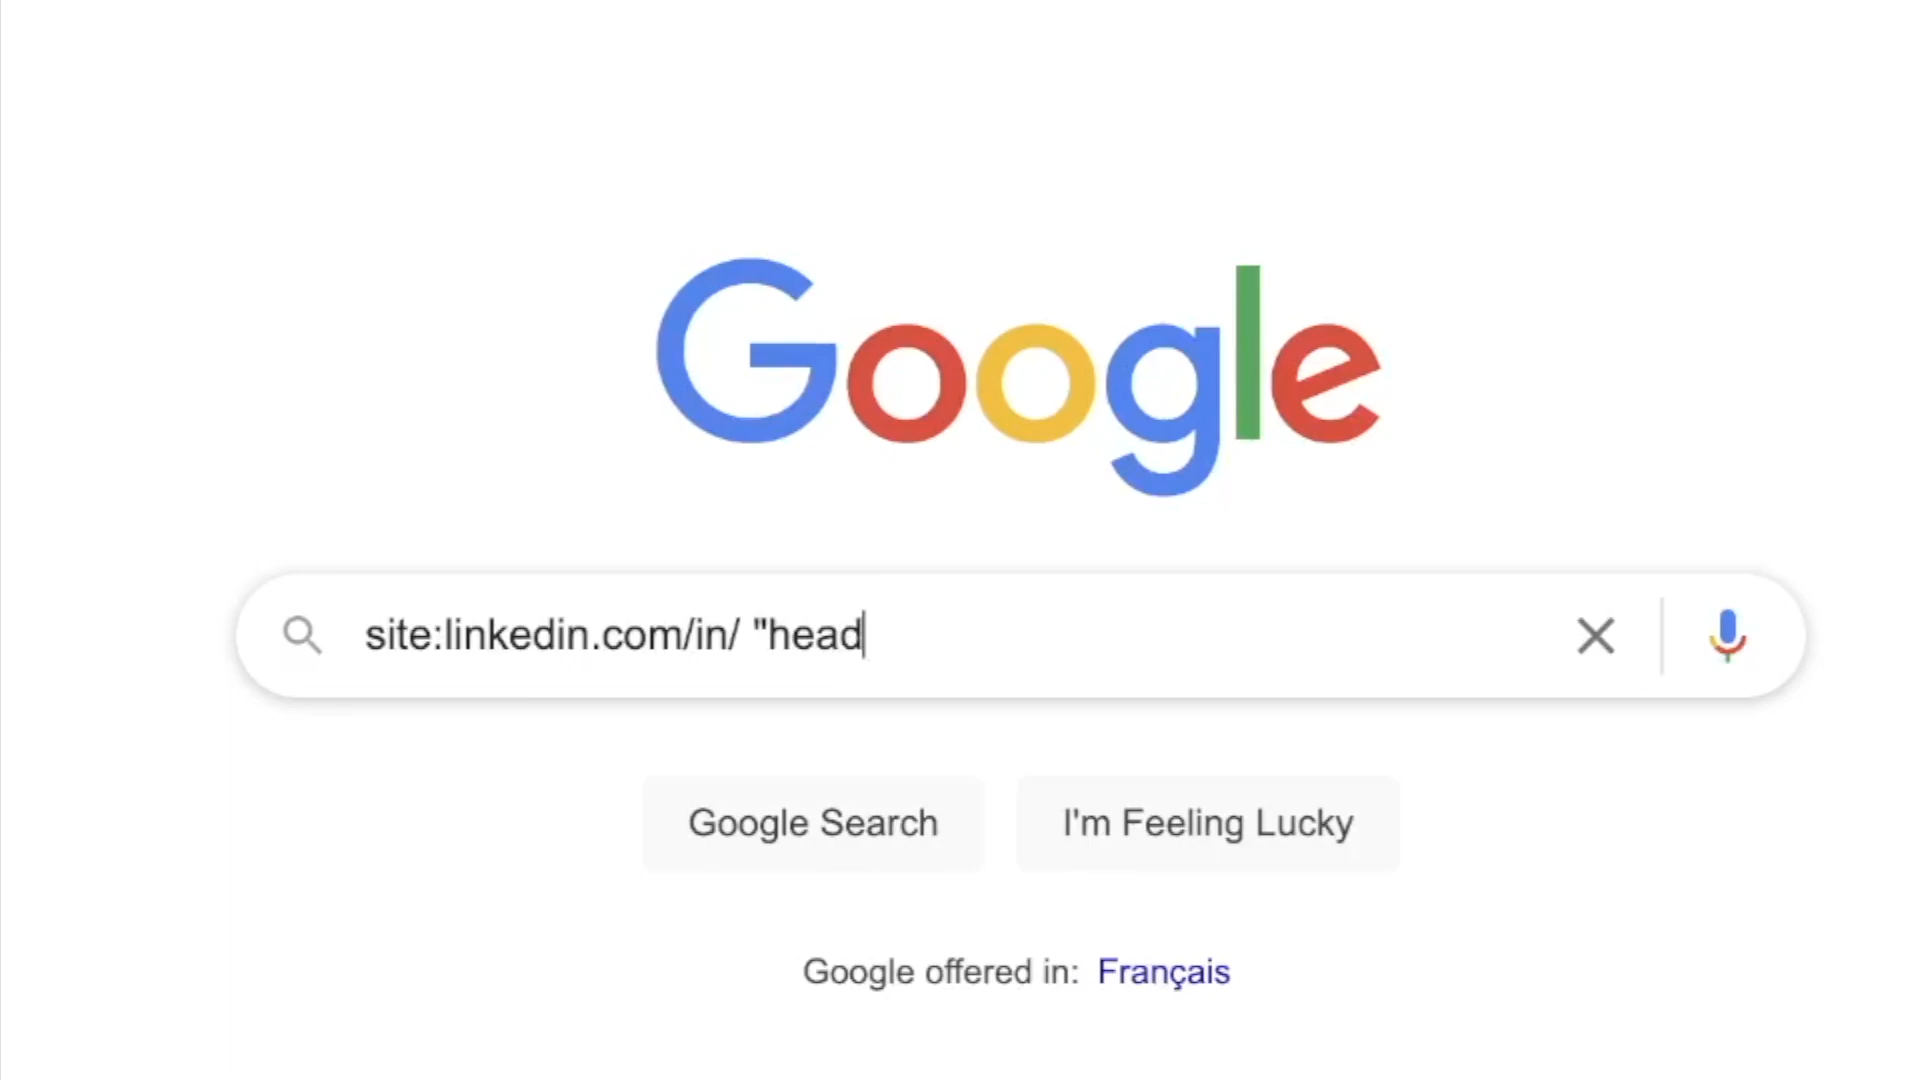 Google
site:linkedin.com/in/ "head
Google Search
I'm Feeling Lucky
Google offered in: Français